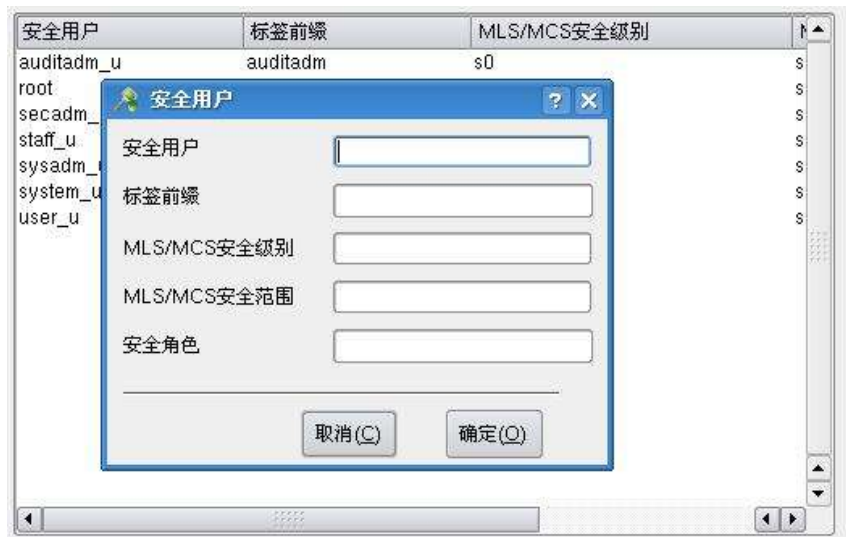 安全用户 标签前缀 MLS/MCS安全级别
auditadm_u auditadm s0 s
root s
secadm_ s
staff_u s
sysadm_ s
system_u s
user_u s
安全用户
安全用户
标签前缀
MLS/MCS安全级别
MLS/MCS安全范围
安全角色
取消(C) 确定(O)